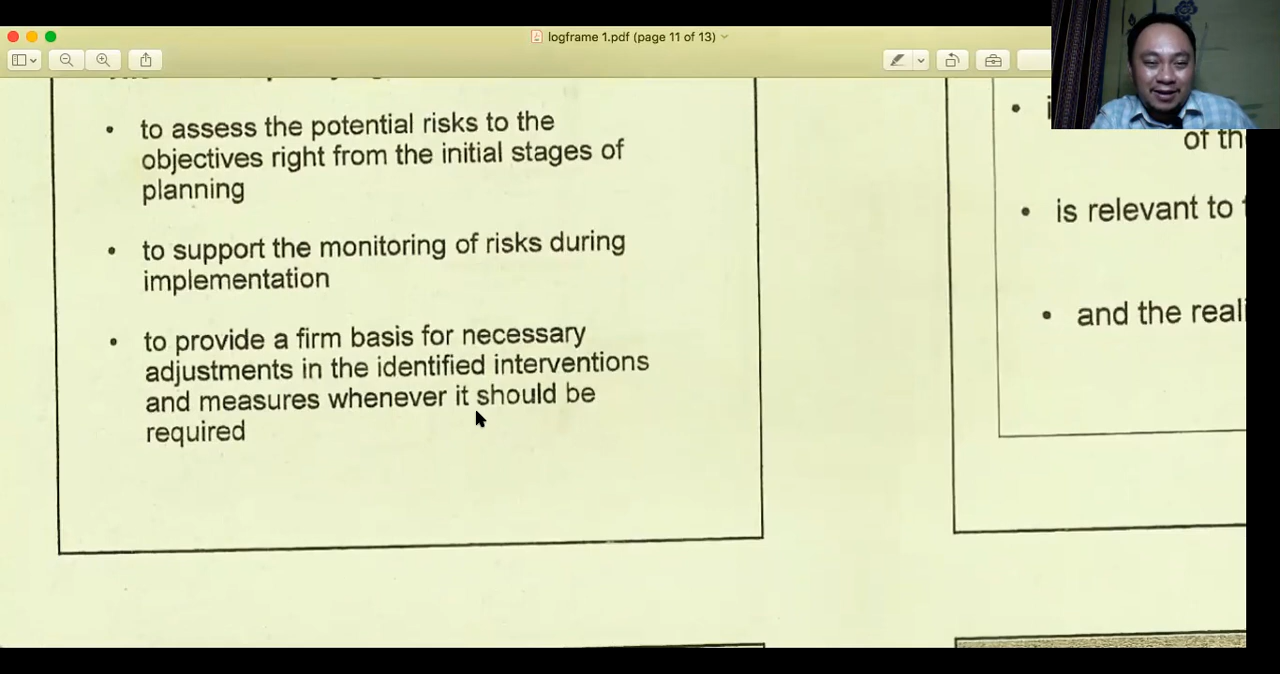 logframe 1.pdf (page 11 of 13)
• to assess the potential risks to the
objectives right from the initial stages of
planning
• to support the monitoring of risks during
implementation
• to provide a firm basis for necessary
adjustments in the identified interventions
and measures whenever it should be
required
of th
• is relevant to
• and the reali